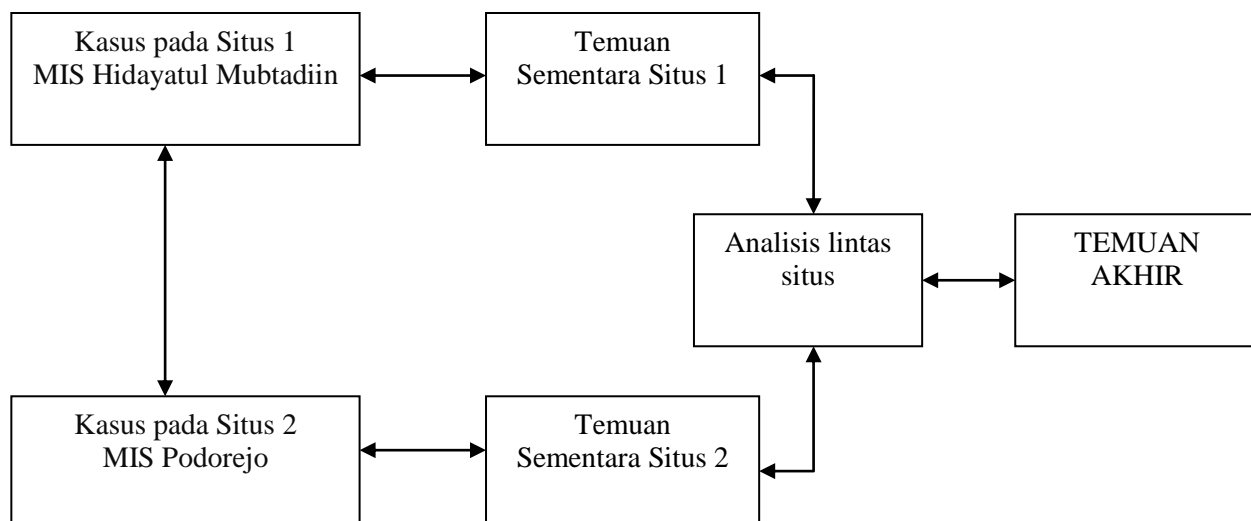 Kasus pada Situs 1
MIS Hidayatul Mubtadiin
Temuan
Sementara Situs 1
Analisis lintas
situs
TEMUAN
AKHIR
Kasus pada Situs 2
MIS Podorejo
Temuan
Sementara Situs 2